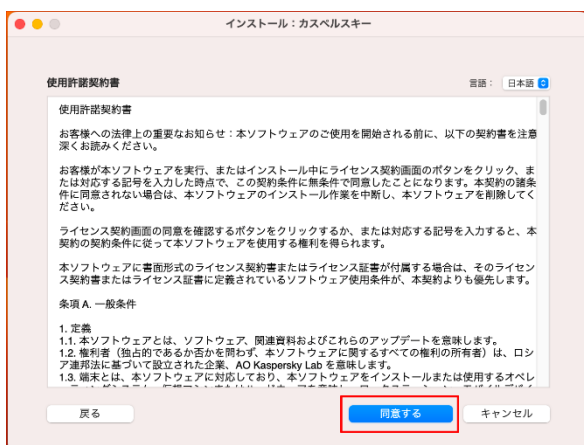 インストール：カスペルスキー
使用許諾契約書
言語： 日本語
使用許諾契約書
お客様への法律上の重要なお知らせ：本ソフトウェアのご使用を開始される前に、以下の契約書を注意
深くお読みください。
お客様が本ソフトウェアを実行、またはインストール中にライセンス契約画面のボタンをクリック、ま
たは対応する記号を入力した時点で、この契約条件に無条件で同意したことになります。本契約の諸条
件に同意されない場合は、本ソフトウェアのインストール作業を中断し、本ソフトウェアを削除してく
ださい。
ライセンス契約画面の同意を確認するボタンをクリックするか、または対応する記号を入力すると、本
契約の契約条件に従って本ソフトウェアを使用する権利を得られます。
本ソフトウェアに書面形式のライセンス契約書またはライセンス証書が付属する場合は、そのライセン
ス契約書またはライセンス証書に定義されているソフトウェア使用条件が、本契約よりも優先します。
条項 A. 一般条件
1. 定義
1.1. 本ソフトウェアとは、ソフトウェア、関連資料およびこれらのアップデートを意味します。
1.2. 権利者（独占的であるか否かを問わず、本ソフトウェアに関するすべての権利の所有者）は、ロシ
ア連邦法に基づいて設立された企業、AO Kaspersky Lab を意味します。
1.3. 端末とは、本ソフトウェアに対応しており、本ソフトウェアをインストールまたは使用するオペレ
戻る
同意する
キャンセル